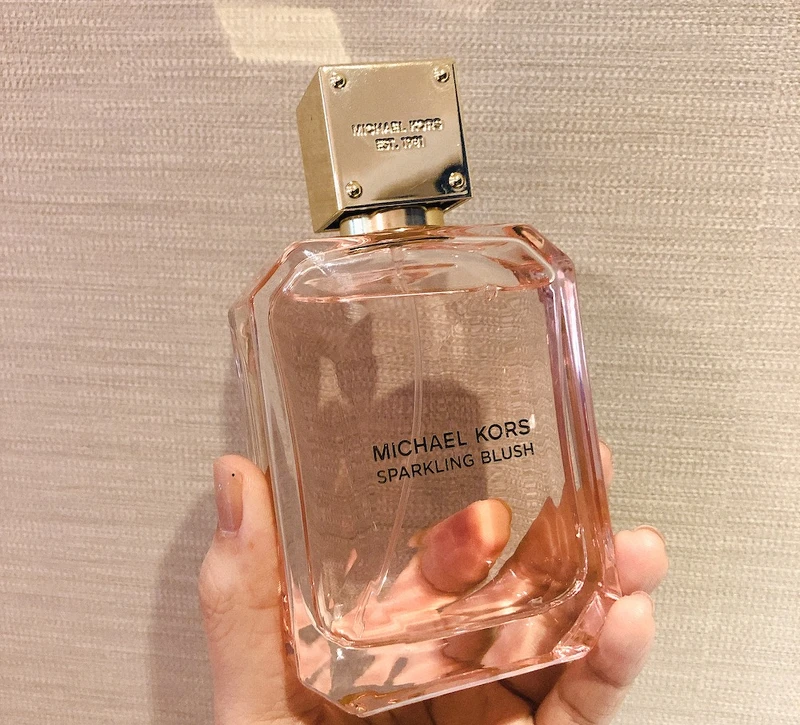 MICHAEL KORS
EST. 1981
MICHAEL KORS
SPARKLING BLUSH